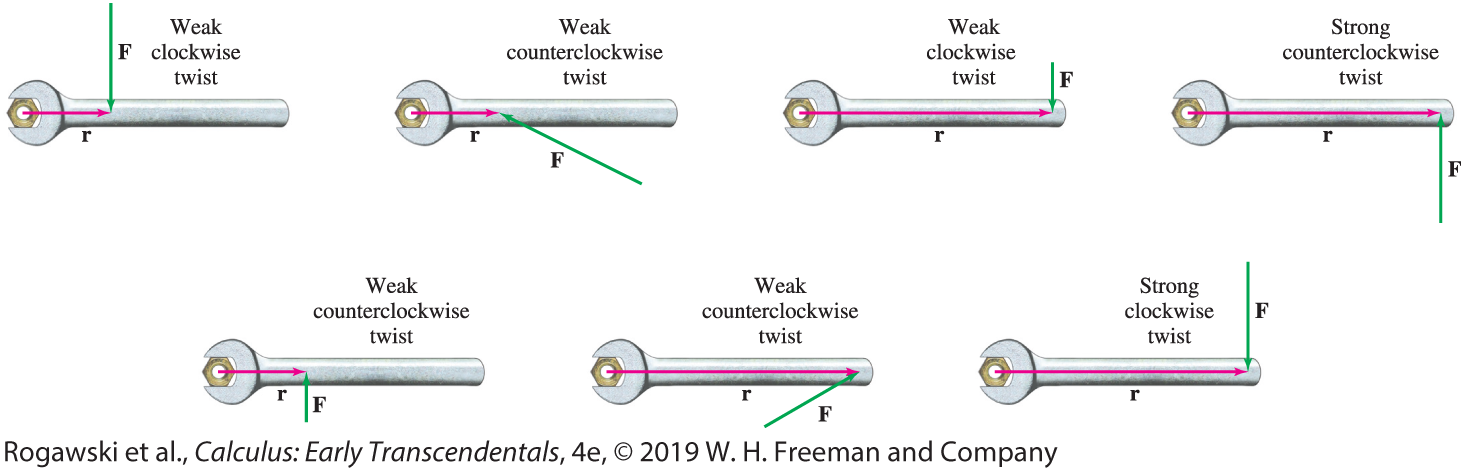 Weak
clockwise
twist
F
r
Weak
counterclockwise
twist
r
F
Weak
clockwise
twist
F
r
Strong
counterclockwise
twist
r
F
Weak
counterclockwise
twist
r
F
Weak
counterclockwise
twist
r
F
Strong
clockwise
twist
F
r
Rogawski et al., Calculus: Early Transcendentals, 4e, © 2019 W. H. Freeman and Company